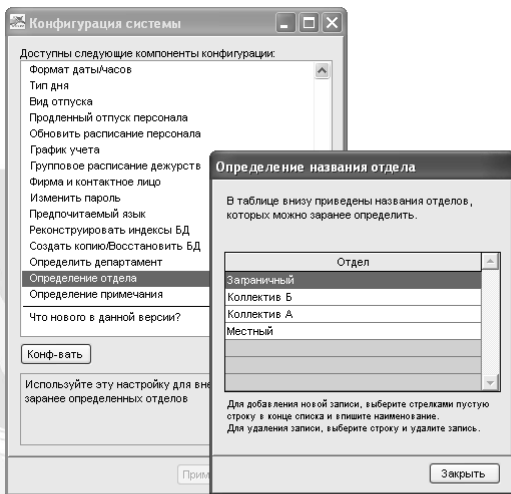 Конфигурация системы
Доступны следующие компоненты конфигурации:
Формат даты/часов
Тип дня
Вид отпуска
Продленный отпуск персонала
Обновить расписание персонала
График учета
Групповое расписание дежурств
Фирма и контактное лицо
Изменить пароль
Предпочитаемый язык
Реконструировать индексы БД
Создать копию/Восстановить БД
Определить департамент
Определение отдела
Определение примечания
Что нового в данной версии?
Конф-вать
Используйте эту настройку для вне
заранее определенных отделов
Прим
Определение названия отдела
В таблице внизу приведены названия отделов,
которых можно заранее определить.
Отдел
Заграничный
Коллектив Б
Коллектив А
Местный
Для добавления новой записи, выберите стрелками пустую
строку в конце списка и впишите наименование.
Для удаления записи, выберите строку и удалите запись.
Закрыть